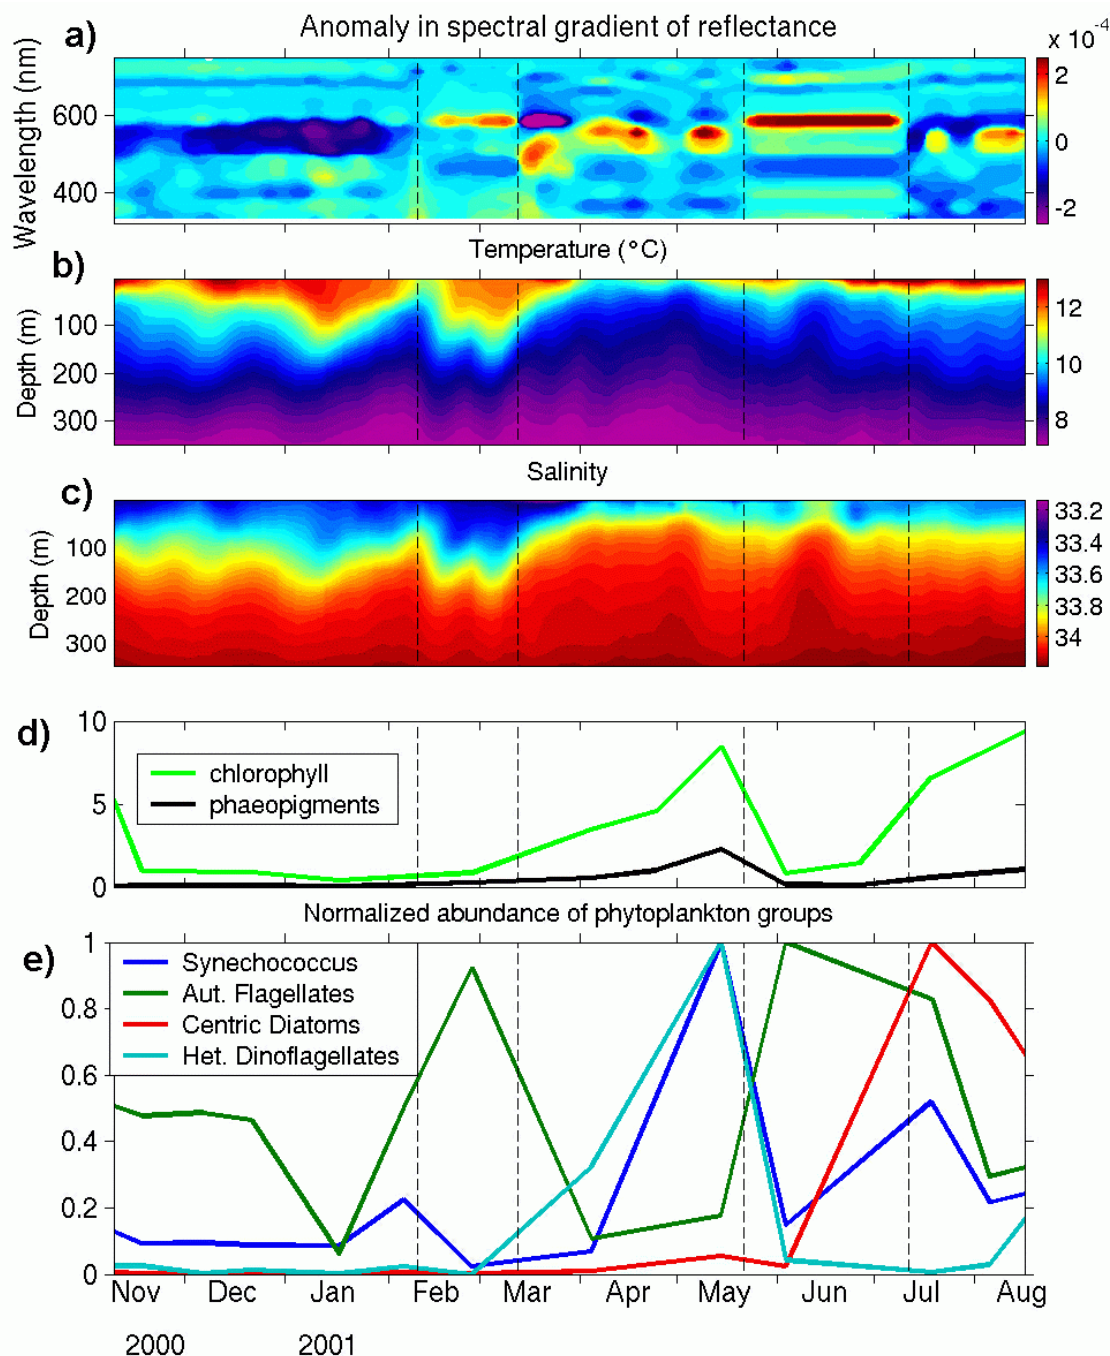 a)
Anomaly in spectral gradient of reflectance
x 10-4
Wavelength (nm)
600
400
2
1
0
-1
-2
b)
Temperature (°C)
Depth (m)
100
200
300
12
10
8
c)
Salinity
Depth (m)
100
200
300
33.2
33.4
33.6
33.8
34
d)
10
5
0
chlorophyll
phaeopigments
Normalized abundance of phytoplankton groups
e)
1
0.8
0.6
0.4
0.2
0
Synechococcus
Aut. Flagellates
Centric Diatoms
Het. Dinoflagellates
Nov Dec Jan Feb Mar Apr May Jun Jul Aug
2000 2001